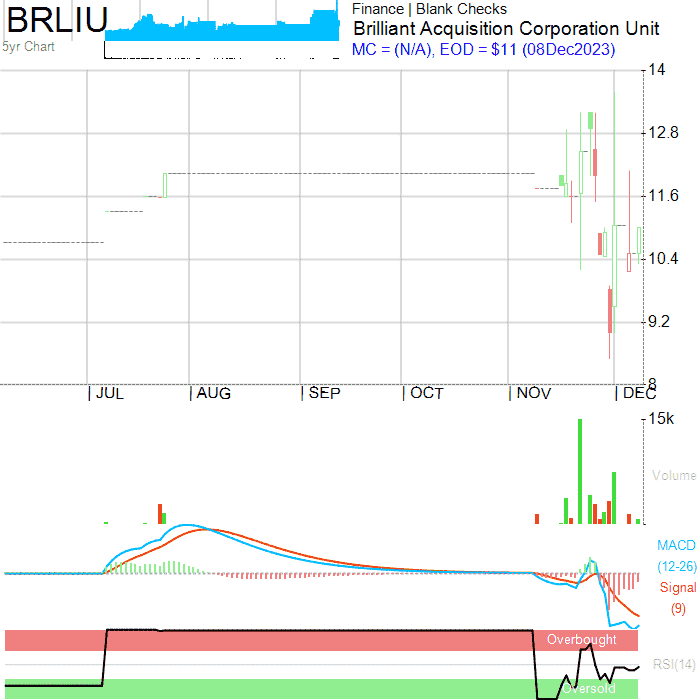 BRLIU
5yr Chart
Finance | Blank Checks
Brilliant Acquisition Corporation Unit
MC = (N/A), EOD = $11 (08Dec2023)
14
12.8
11.6
10.4
9.2
8
| JUL | AUG | SEP | OCT | NOV | DEC
15k
Volume
MACD
(12-26)
Signal
(9)
Overbought
RSI(14)
Oversold